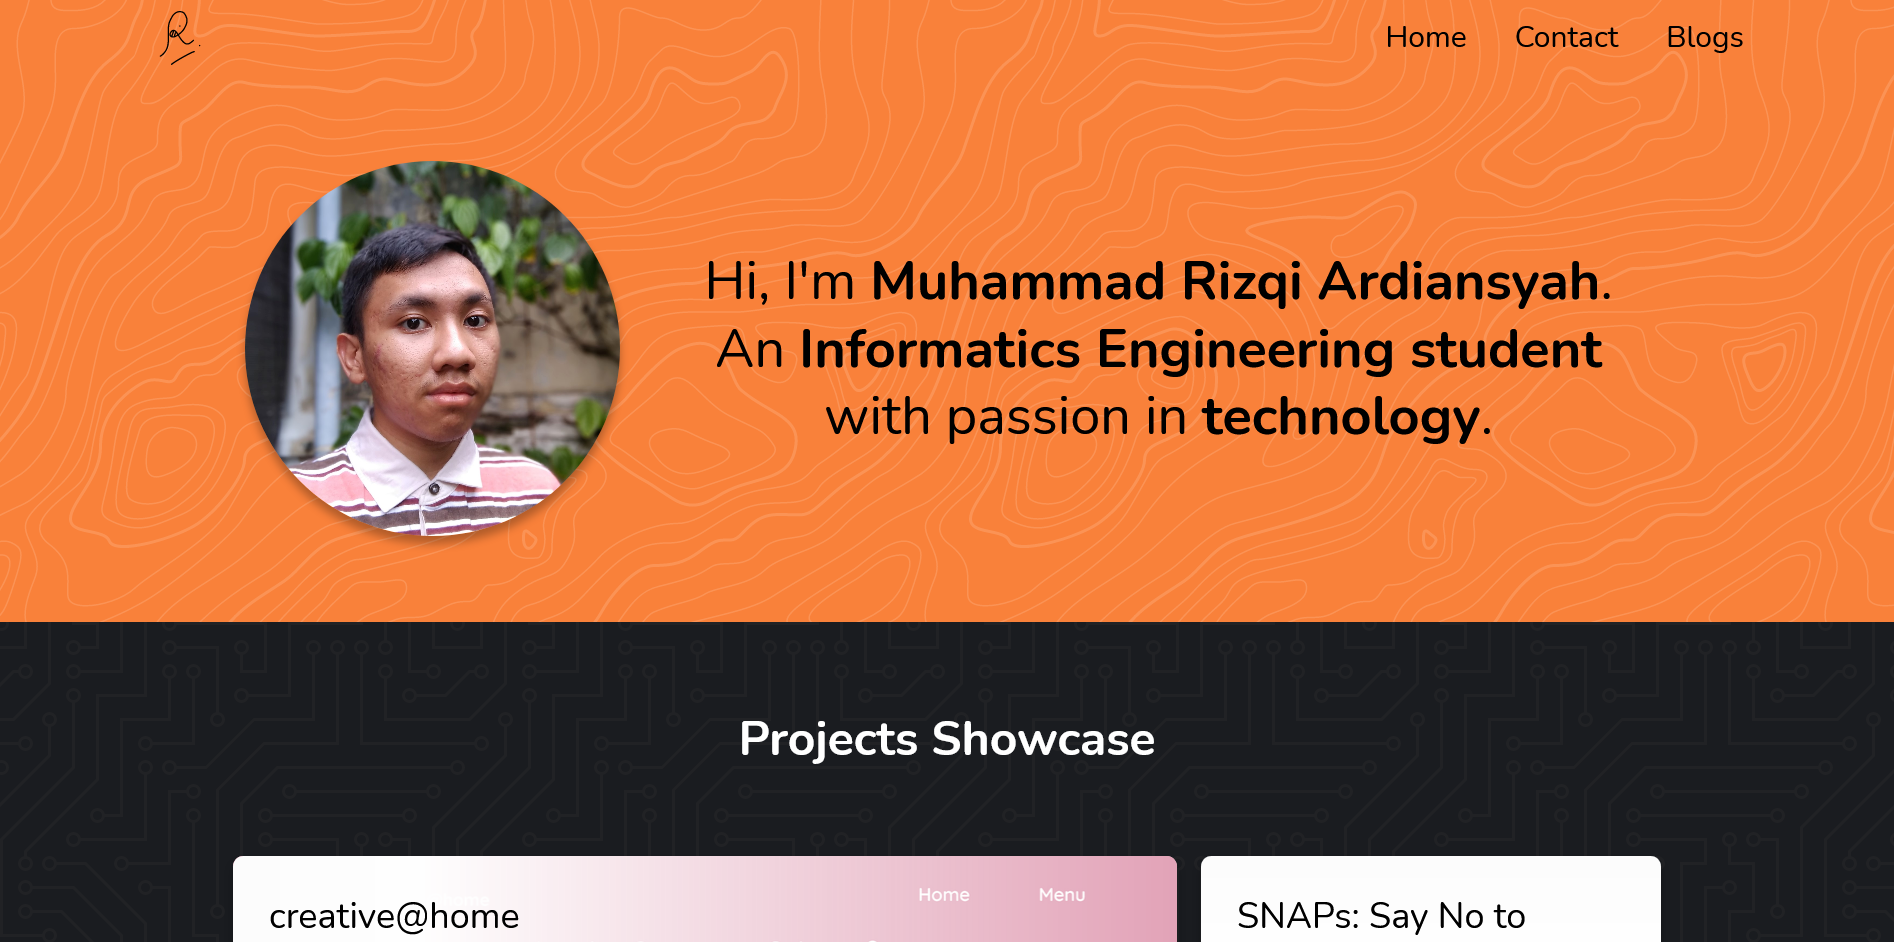 Home Contact Blogs
Hi, I'm Muhammad Rizqi Ardiansyah.
An Informatics Engineering student
with passion in technology.
Projects Showcase
Home Menu
creative@home
SNAPs: Say No to